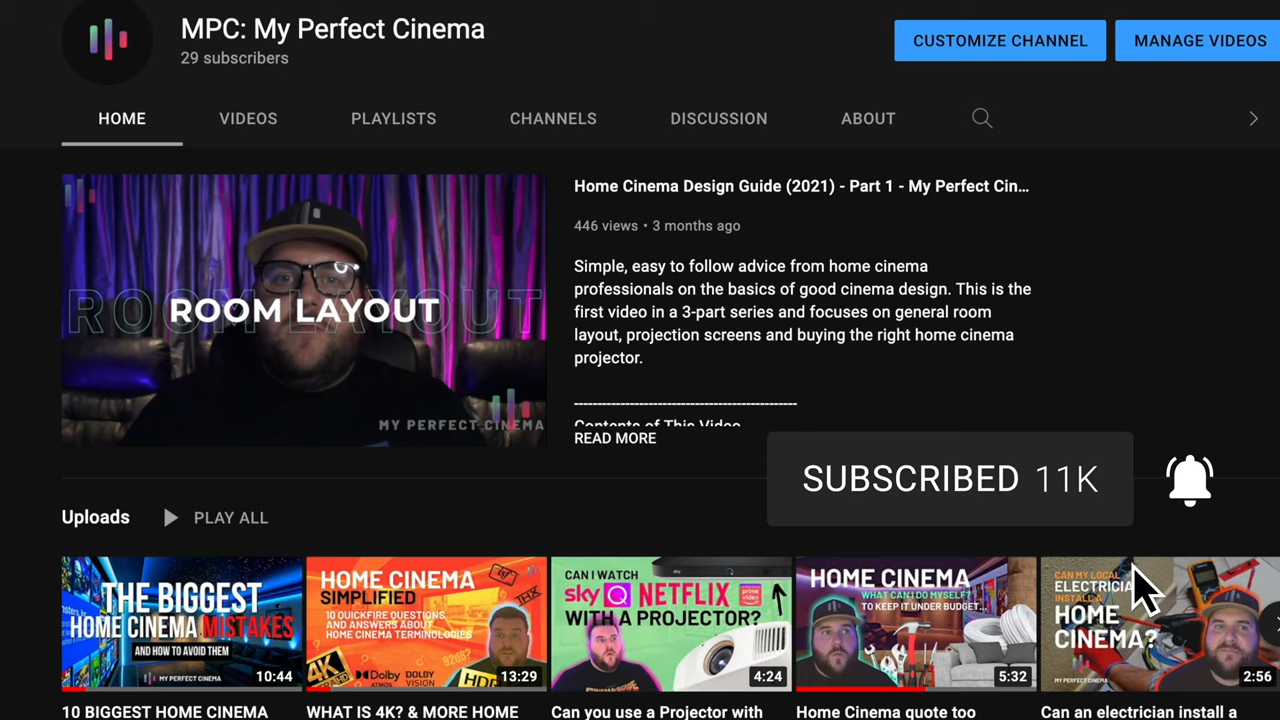 MPC: My Perfect Cinema
29 subscribers
CUSTOMIZE CHANNEL
MANAGE VIDEOS
HOME
VIDEOS
PLAYLISTS
CHANNELS
DISCUSSION
ABOUT
ROOM LAYOUT
ROOM LAYOUT
MY PERFECT CINEMA
Home Cinema Design Guide (2021) - Part 1 - My Perfect Cin...
446 views • 3 months ago
Simple, easy to follow advice from home cinema
professionals on the basics of good cinema design. This is the
first video in a 3-part series and focuses on general room
layout, projection screens and buying the right home cinema
projector.
---------------------------------------------
Contents of This Video
READ MORE
SUBSCRIBED 11K
Uploads
PLAY ALL
THE BIGGEST
HOME CINEMA MISTAKES
AND HOW TO AVOID THEM
MY PERFECT CINEMA
10:44
HOME CINEMA
SIMPLIFIED
10 QUICKFIRE QUESTIONS
AND ANSWERS ABOUT
HOME CINEMA TERMINOLOGIES
THX
4K
92db?
DOLBY
ATMOS
DOLBY
VISION
HDR
13:29
CAN I WATCH
sky Q NETFLIX prime video
WITH A PROJECTOR?
4:24
HOME CINEMA
WHAT CAN I DO MYSELF?
TO KEEP IT UNDER BUDGET...
5:32
CAN MY LOCAL
ELECTRICIA
INSTALL A
HOME
CINEMA?
MY PERFECT CINEMA
2:56
10 BIGGEST HOME CINEMA
WHAT IS 4K? & MORE HOME
Can you use a Projector with
Home Cinema quote too
Can an electrician install a